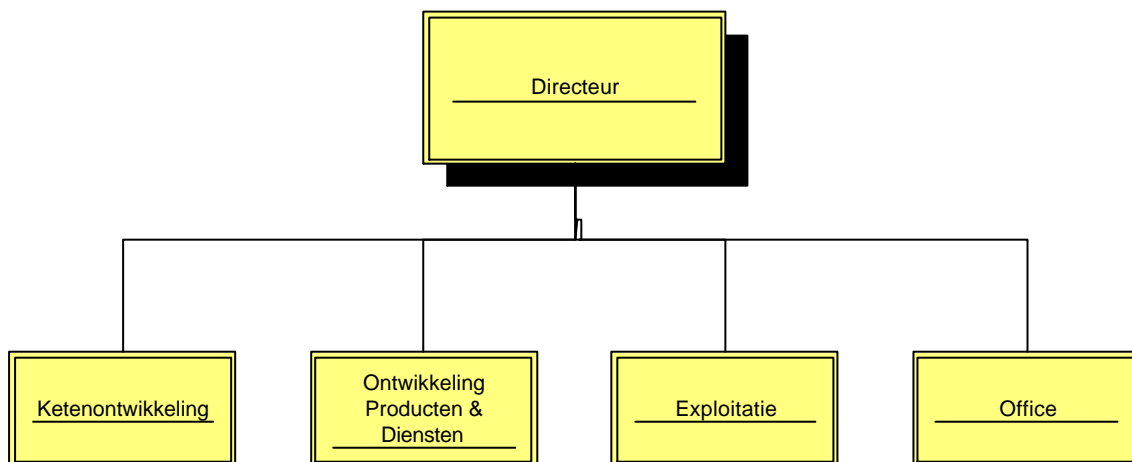 Directeur
Ketenontwikkeling
Ontwikkeling
Producten &
Diensten
Exploitatie
Office